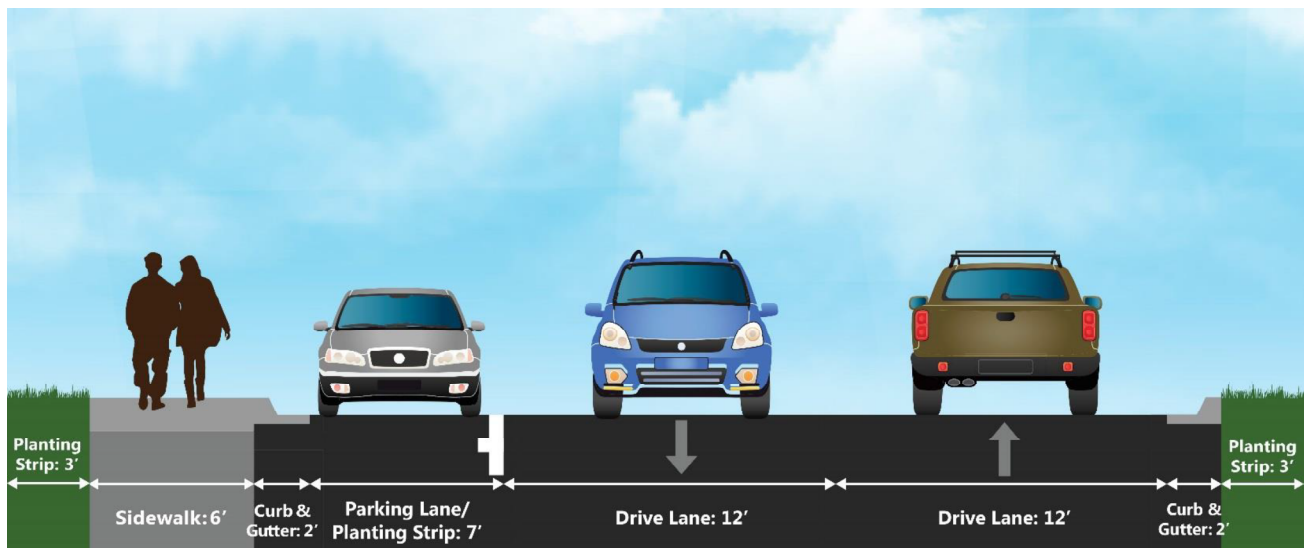 Planting
Strip: 3’
Sidewalk: 6’
Curb &
Gutter: 2’
Parking Lane/
Planting Strip: 7’
Drive Lane: 12’
Drive Lane: 12’
Curb &
Gutter: 2’
Planting
Strip: 3’